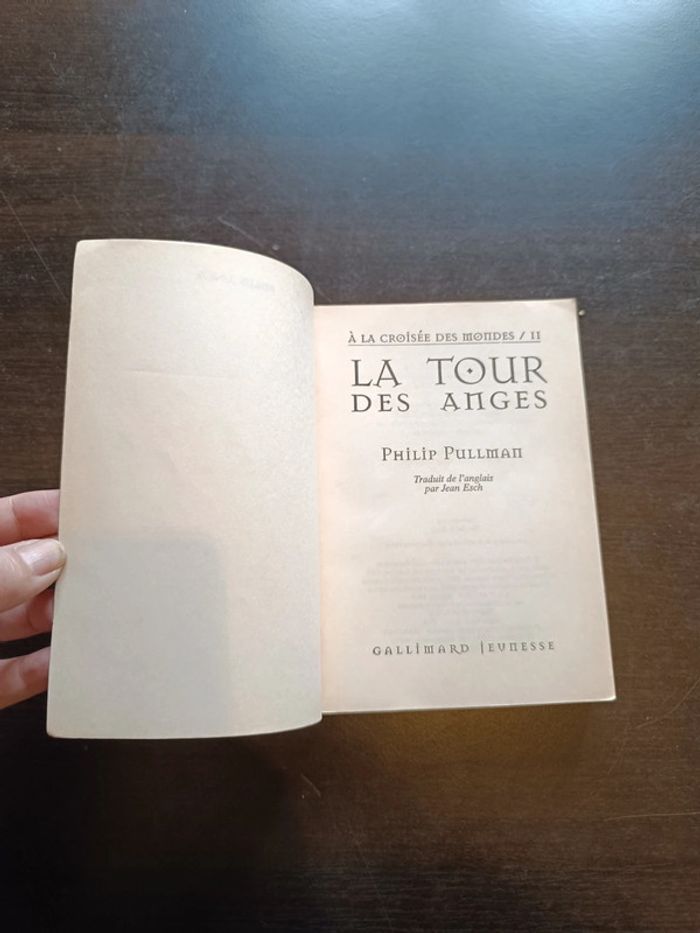 À LA CROISÉE DES MONDES / II
LA TOUR
DES ANGES
PHILIP PULLMAN
Traduit de l'anglais
par Jean Esch
GALLIMARD JEUNESSE